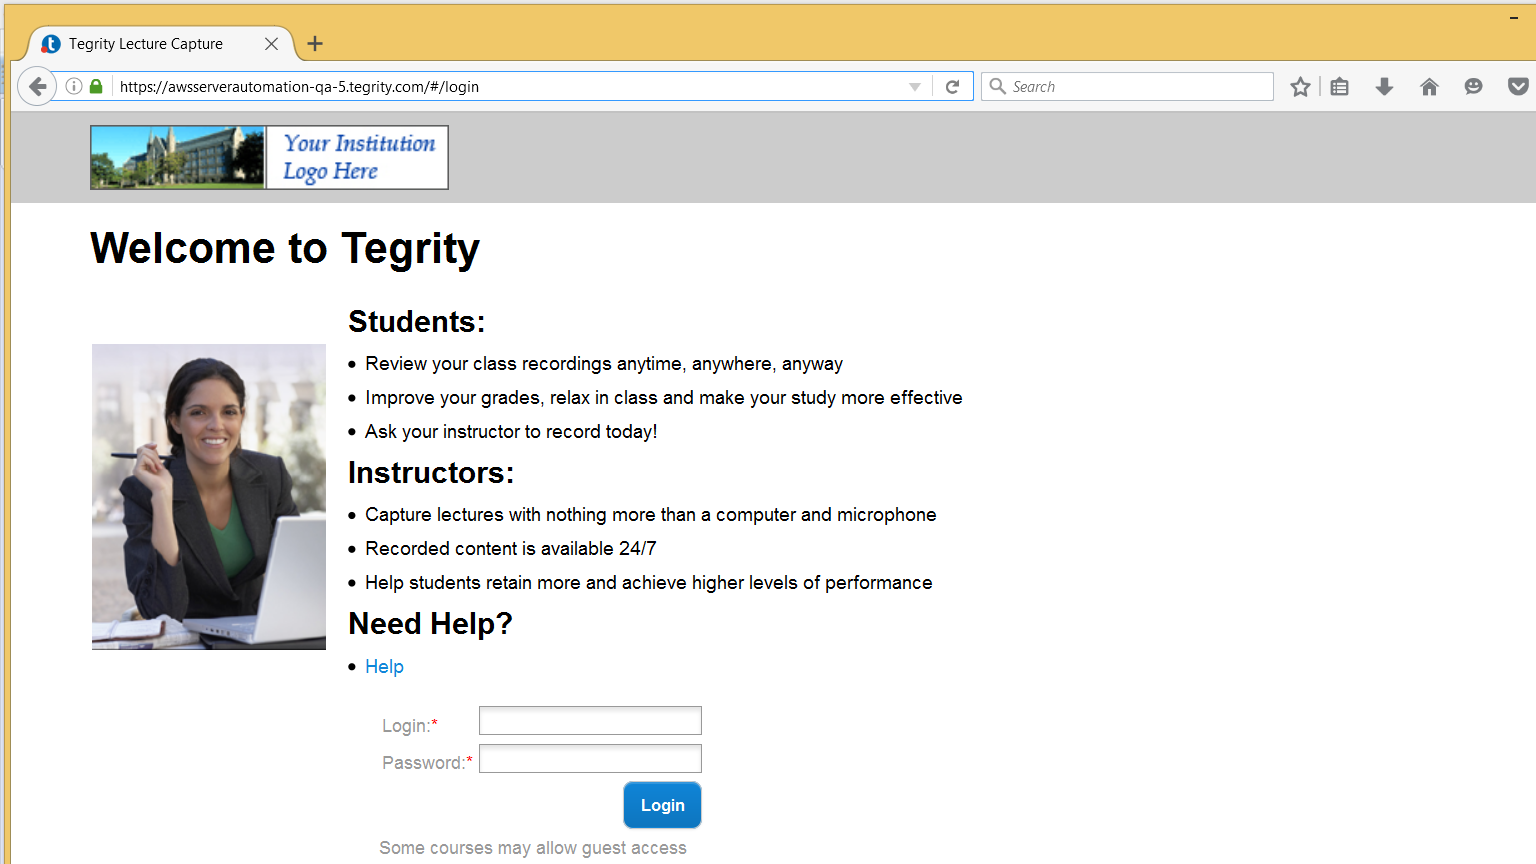 Tegrity Lecture Capture
https://awsserverautomation-qa-5.tegrity.com/#/login
Search
Your Institution
Logo Here
Welcome to Tegrity
Students:
Review your class recordings anytime, anywhere, anyway
Improve your grades, relax in class and make your study more effective
Ask your instructor to record today!
Instructors:
Capture lectures with nothing more than a computer and microphone
Recorded content is available 24/7
Help students retain more and achieve higher levels of performance
Need Help?
Help
Login:*
Password:*
Login
Some courses may allow guest access